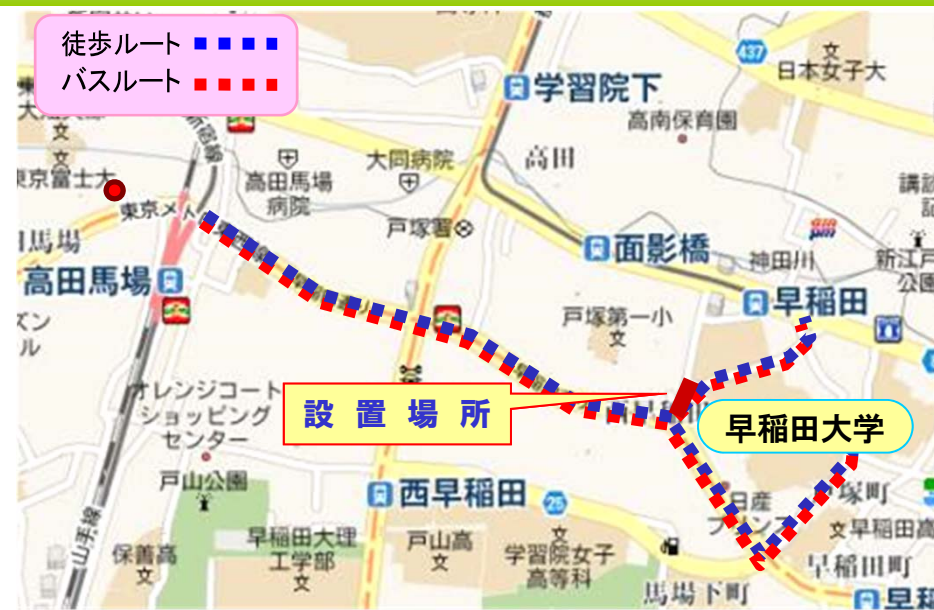 徒歩ルート
バスルート
437
日本女子大
学習院下
高南保育園
高田
大同病院
高田馬場
病院
戸塚署
東京メト
面影橋
神田川
新江戸
公園
高田馬場
早稲田
戸塚第一小
オレンジコート
ショッピング
センター
設置場所
早稲田大学
戸山公園
西早稲田
25
日産
戸塚町
早稲田高
山手線
保善高
早稲田大理
工学部
戸山高
学習院女子
高等科
馬場下町
早稲田町